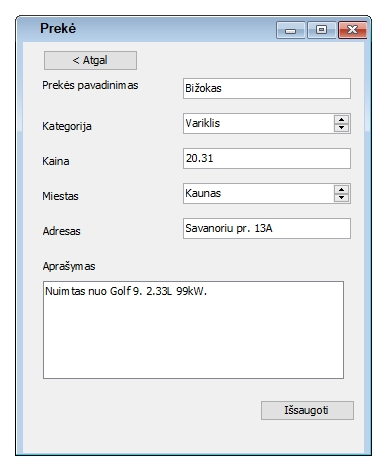 Prekė
< Atgal
Prekės pavadinimas Bižokas
Kategorija Variklis
Kaina 20.31
Miestas Kaunas
Adresas Savanoriu pr. 13A
Aprašymas
Nuimtas nuo Golf 9. 2.33L 99kW.
Išsaugoti